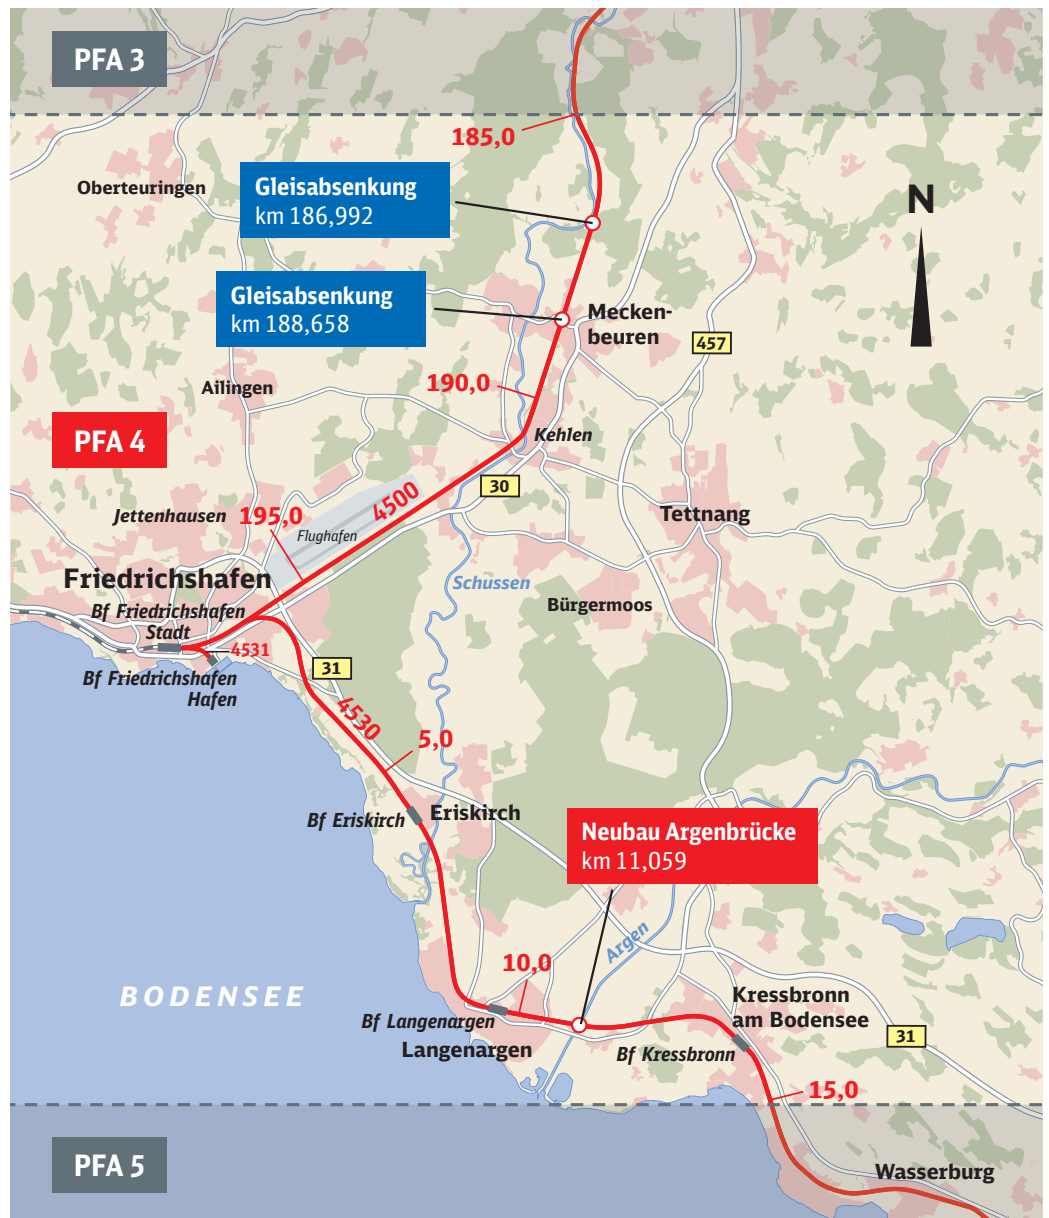 PFA 3
185,0
Oberteuringen
Gleisabsenkung
km 186,992
N
Gleisabsenkung
km 188,658
Mecken-
beuren
457
190,0
Ailingen
PFA 4
Kehlen
30
4500
Jettenhausen
195,0
Flughafen
Tettnang
Friedrichshafen
Schussen
Bf Friedrichshafen
Stadt
Bürgermoos
4531
31
Bf Friedrichshafen
Hafen
4530
5,0
Bf Eriskirch
Eriskirch
Neubau Argenbrücke
km 11,059
Argen
10,0
BODENSEE
Kressbronn
am Bodensee
Bf Langenargen
31
Langenargen
Bf Kressbronn
15,0
PFA 5
Wasserburg